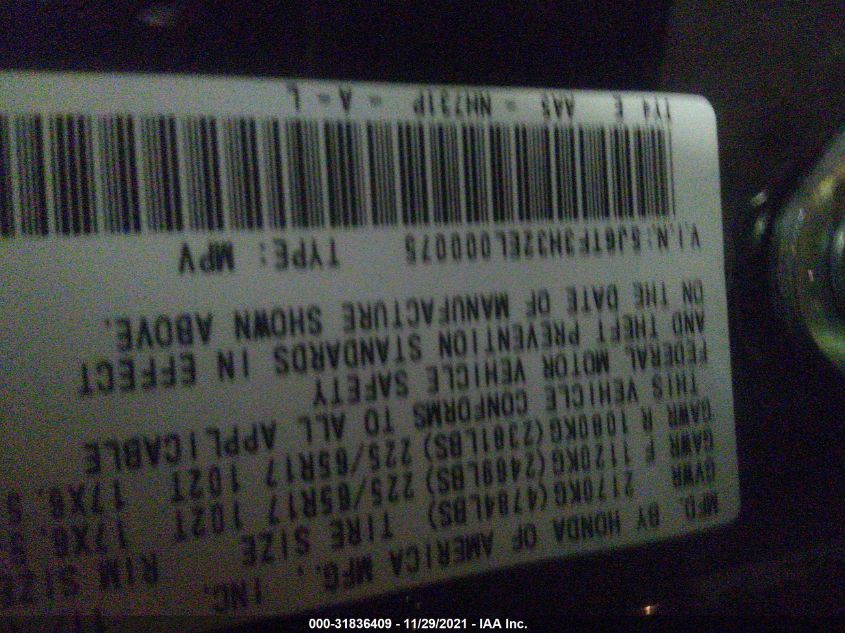 MFD. BY HONDA OF AMERICA MFG., INC. 11/
GVWR 2170KG(4784LBS) TIRE SIZE RIM SIZE
GAWR F 1120KG(2469LBS) 225/65R17 102T 17X6.5
GAWR R 1080KG(2381LBS) 225/65R17 102T 17X6.5
THIS VEHICLE CONFORMS TO ALL APPLICABLE
FEDERAL MOTOR VEHICLE SAFETY
AND THEFT PREVENTION STANDARDS IN EFFECT
ON THE DATE OF MANUFACTURE SHOWN ABOVE.
V.I.N.:5J6TF3H32EL000075 TYPE: MPV
TY4 E AA5 - NH731P - A - L
000-31836409 - 11/29/2021 - IAA Inc.